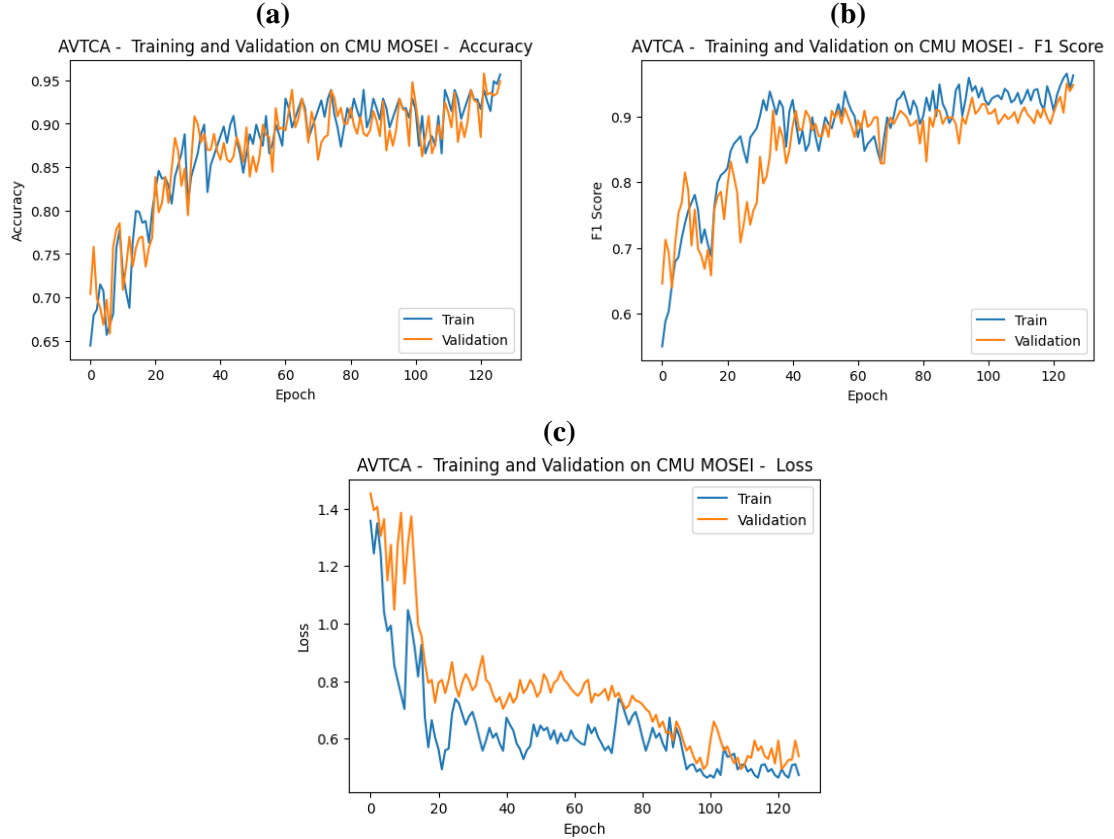 (a)
AVTCA -  Training and Validation on CMU MOSEI -  Accuracy
0.95
0.90
0.85
0.80
0.75
0.70
0.65
Accuracy
Train
Validation
0 20 40 60 80 100 120
Epoch
(b)
AVTCA -  Training and Validation on CMU MOSEI -  F1 Score
0.9
0.8
0.7
0.6
F1 Score
Train
Validation
0 20 40 60 80 100 120
Epoch
(c)
AVTCA -  Training and Validation on CMU MOSEI -  Loss
1.4
1.2
1.0
0.8
0.6
Loss
Train
Validation
0 20 40 60 80 100 120
Epoch